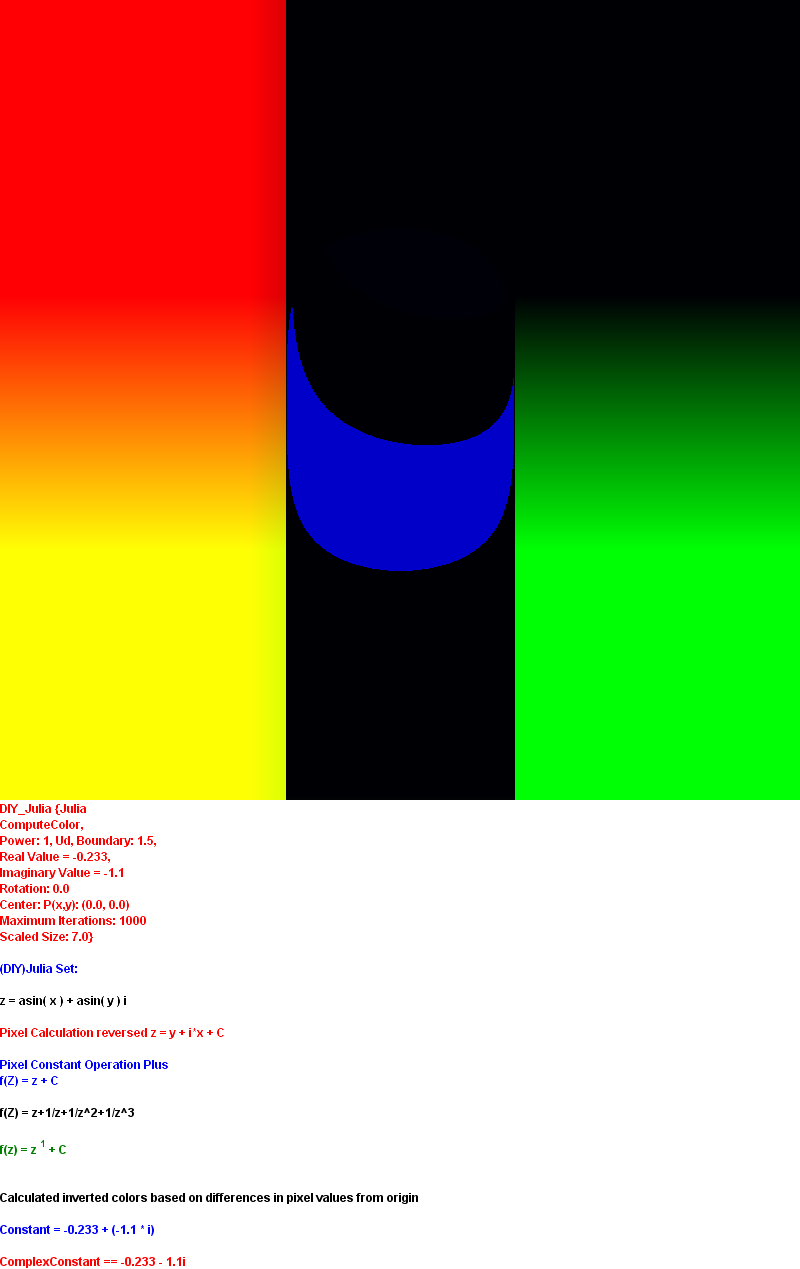 DIY_Julia {Julia
ComputeColor,
Power: 1, Ud, Boundary: 1.5,
Real Value = -0.233,
Imaginary Value = -1.1
Rotation: 0.0
Center: P(x,y): (0.0, 0.0)
Maximum Iterations: 1000
Scaled Size: 7.0}
(DIY)Julia Set:
z = asin( x ) + asin( y ) i
Pixel Calculation reversed z = y + i*x + C
Pixel Constant Operation Plus
f(Z) = z + C
f(Z) = z+1/z+1/z^2+1/z^3
f(z) = z ¹ + C
Calculated inverted colors based on differences in pixel values from origin
Constant = -0.233 + (-1.1 * i)
ComplexConstant == -0.233 - 1.1i